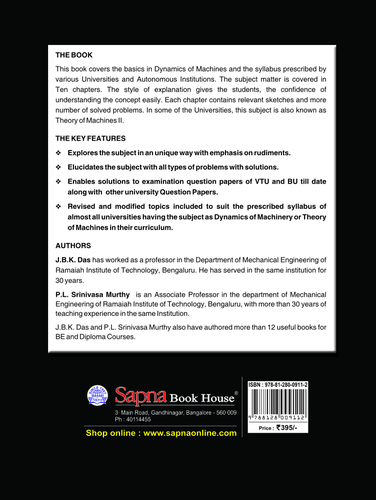 THE BOOK
This book covers the basics in Dynamics of Machines and the syllabus prescribed by
various Universities and Autonomous Institutions. The subject matter is covered in
Ten chapters. The style of explanation gives the students, the confidence of
understanding the concept easily. Each chapter contains relevant sketches and more
number of solved problems. In some of the Universities, this subject is also known as
Theory of Machines II.
THE KEY FEATURES
❖ Explores the subject in an unique way with emphasis on rudiments.
❖ Elucidates the subject with all types of problems with solutions.
❖ Enables solutions to examination question papers of VTU and BU till date
along with other university Question Papers.
❖ Revised and modified topics included to suit the prescribed syllabus of
almost all universities having the subject as Dynamics of Machinery or Theory
of Machines in their curriculum.
AUTHORS
J.B.K. Das has worked as a professor in the Department of Mechanical Engineering of
Ramaiah Institute of Technology, Bengaluru. He has served in the same institution for
30 years.
P.L. Srinivasa Murthy is an Associate Professor in the department of Mechanical
Engineering of Ramaiah Institute of Technology, Bengaluru, with more than 30 years of
teaching experience in the same Institution.
J.B.K. Das and P.L. Srinivasa Murthy also have authored more than 12 useful books for
BE and Diploma Courses.
Sapna Book House®
3 Main Road, Gandhinagar, Bangalore - 560 009
Ph : 40114455
Shop online : www.sapnaonline.com
ISBN : 978-81-280-0911-2
9 788128 009112
Price : ₹395/-